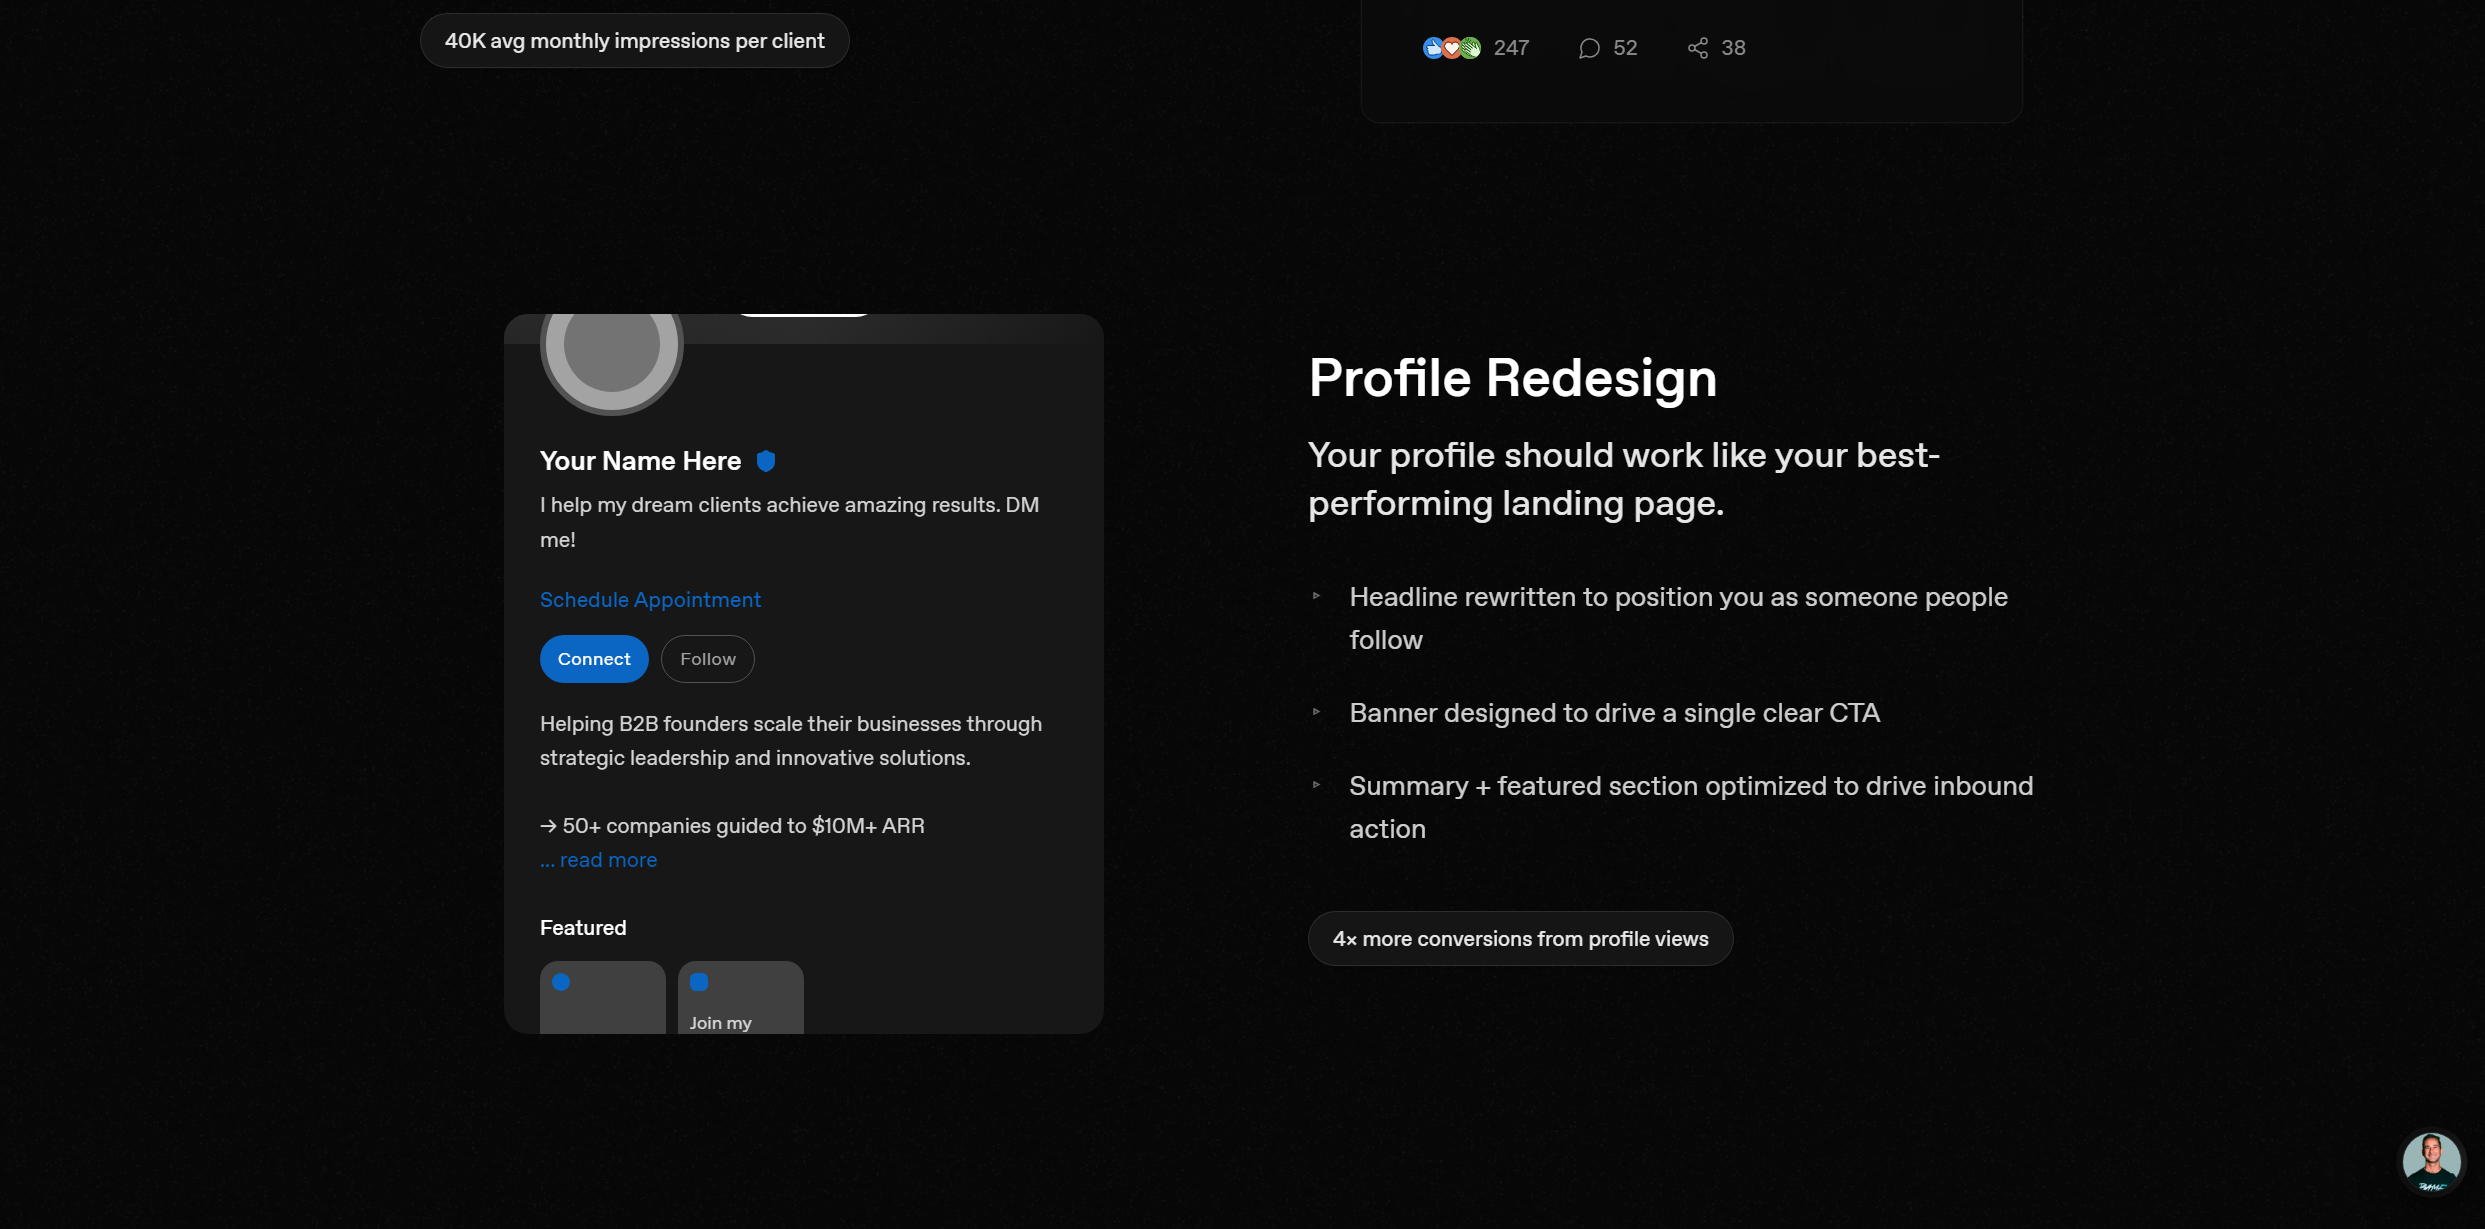 40K avg monthly impressions per client
247 52 38
Your Name Here
I help my dream clients achieve amazing results. DM
me!
Schedule Appointment
Connect Follow
Helping B2B founders scale their businesses through
strategic leadership and innovative solutions.
→ 50+ companies guided to $10M+ ARR
... read more
Featured
Join my
Profile Redesign
Your profile should work like your best-
performing landing page.
Headline rewritten to position you as someone people
follow
Banner designed to drive a single clear CTA
Summary + featured section optimized to drive inbound
action
4× more conversions from profile views